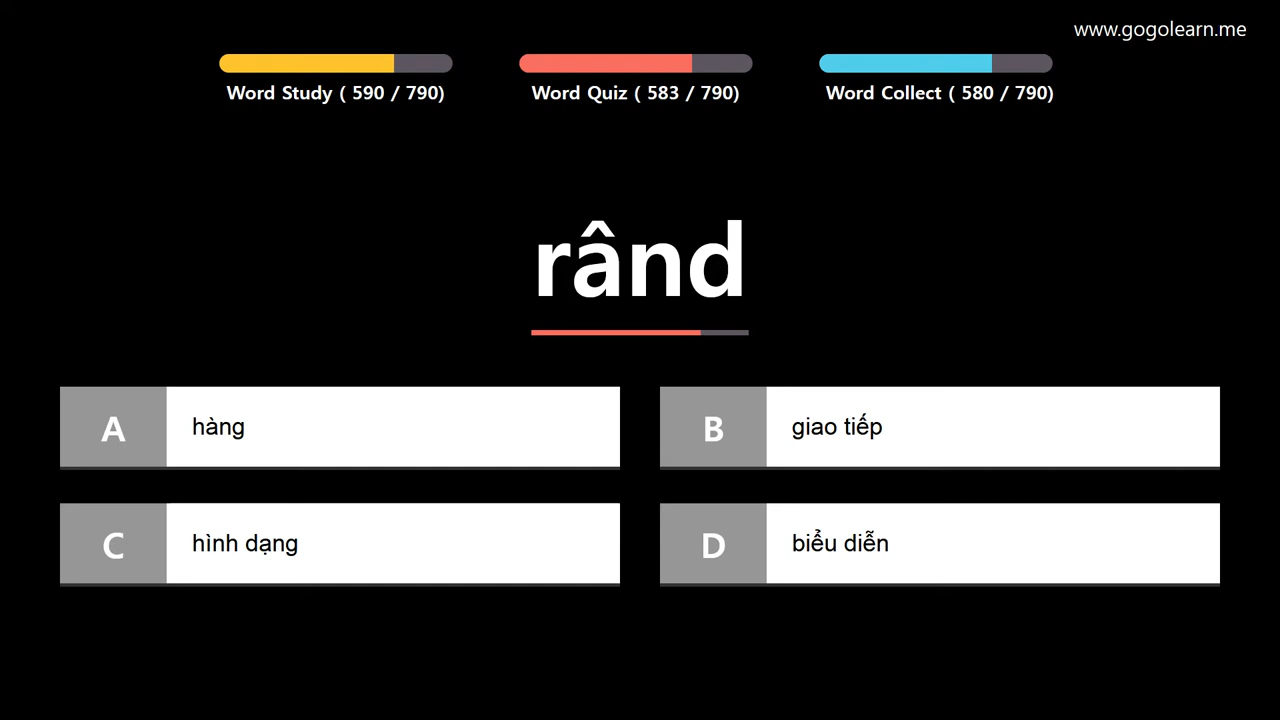 www.gogolearn.me
Word Study ( 590 / 790)
Word Quiz ( 583 / 790)
Word Collect ( 580 / 790)
rând
A hàng
B giao tiếp
C hình dạng
D biểu diễn